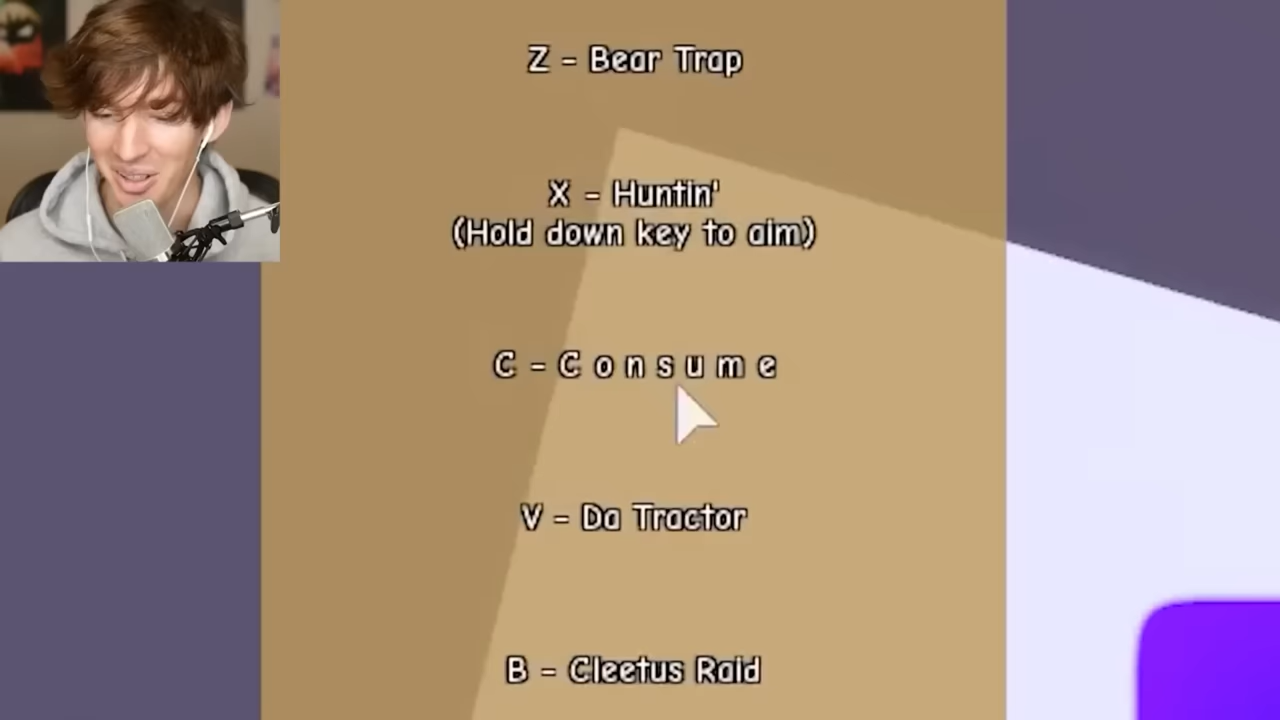 Z - Bear Trap
X - Huntin'
(Hold down key to aim)
C - C o n s u m e
V - Da Tractor
B - Cleetus Raid